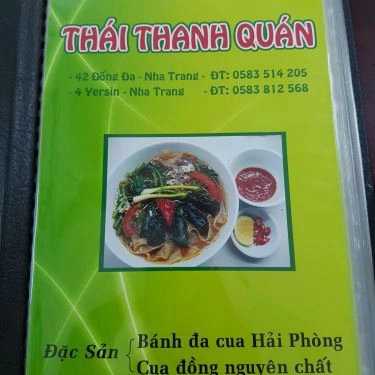 THÁI THANH QUÁN
- 42 Đống Đa - Nha Trang - ĐT: 0583 514 205
- 4 Yersin - Nha Trang - ĐT: 0583 812 568
Đặc Sản { Bánh đa cua Hải Phòng
Cua đồng nguyên chất